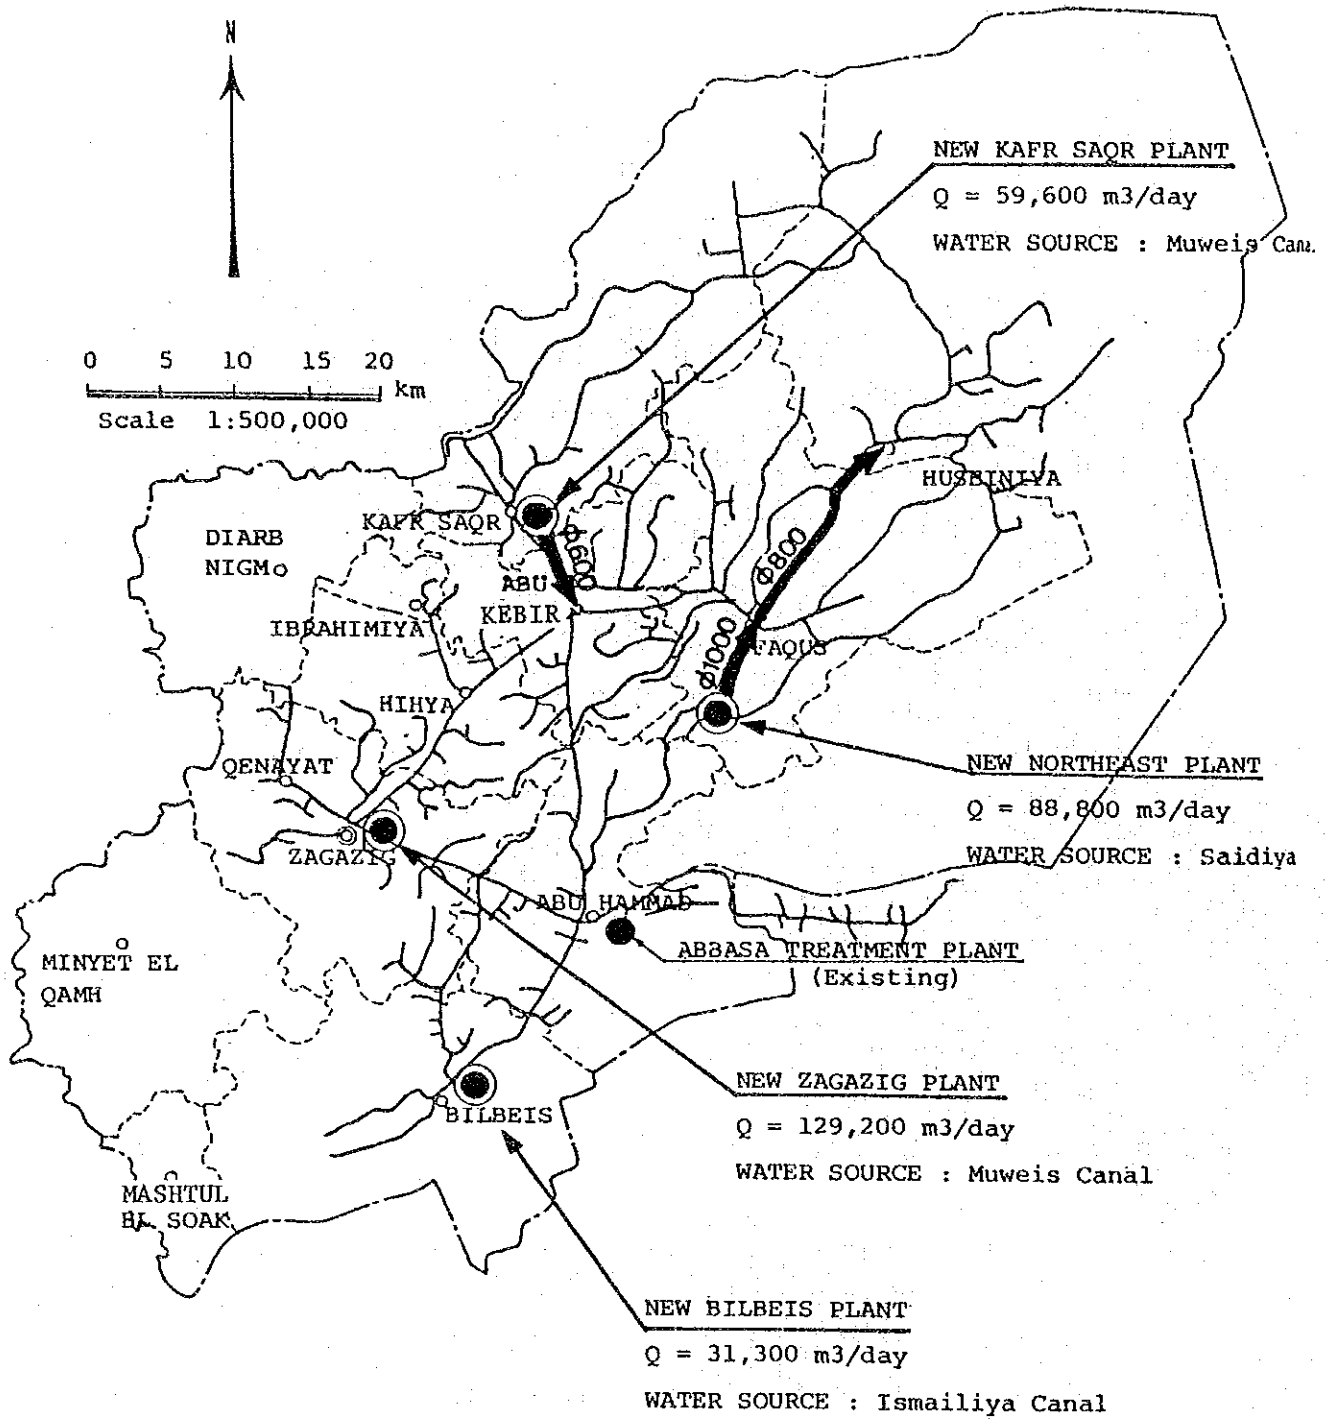 N
NEW KAFR SAQR PLANT
Q = 59,600 m3/day
WATER SOURCE : Muweis Cana.
0 5 10 15 20
km
Scale 1:500,000
HUSEINIYA
KAFR SAQR
DIARB
NIGM
φ600
φ800
ABU
KEBIR
IBRAHIMIYA
φ1000
FAQUS
HIHYA
QENAYAT
NEW NORTHEAST PLANT
Q = 88,800 m3/day
WATER SOURCE : Saidiya
ZAGAZIG
ABU HAMMAD
ABBASA TREATMENT PLANT
(Existing)
MINYET EL
QAMH
NEW ZAGAZIG PLANT
Q = 129,200 m3/day
WATER SOURCE : Muweis Canal
BILBEIS
MASHTUL
EL SOAK
NEW BILBEIS PLANT
Q = 31,300 m3/day
WATER SOURCE : Ismailiya Canal